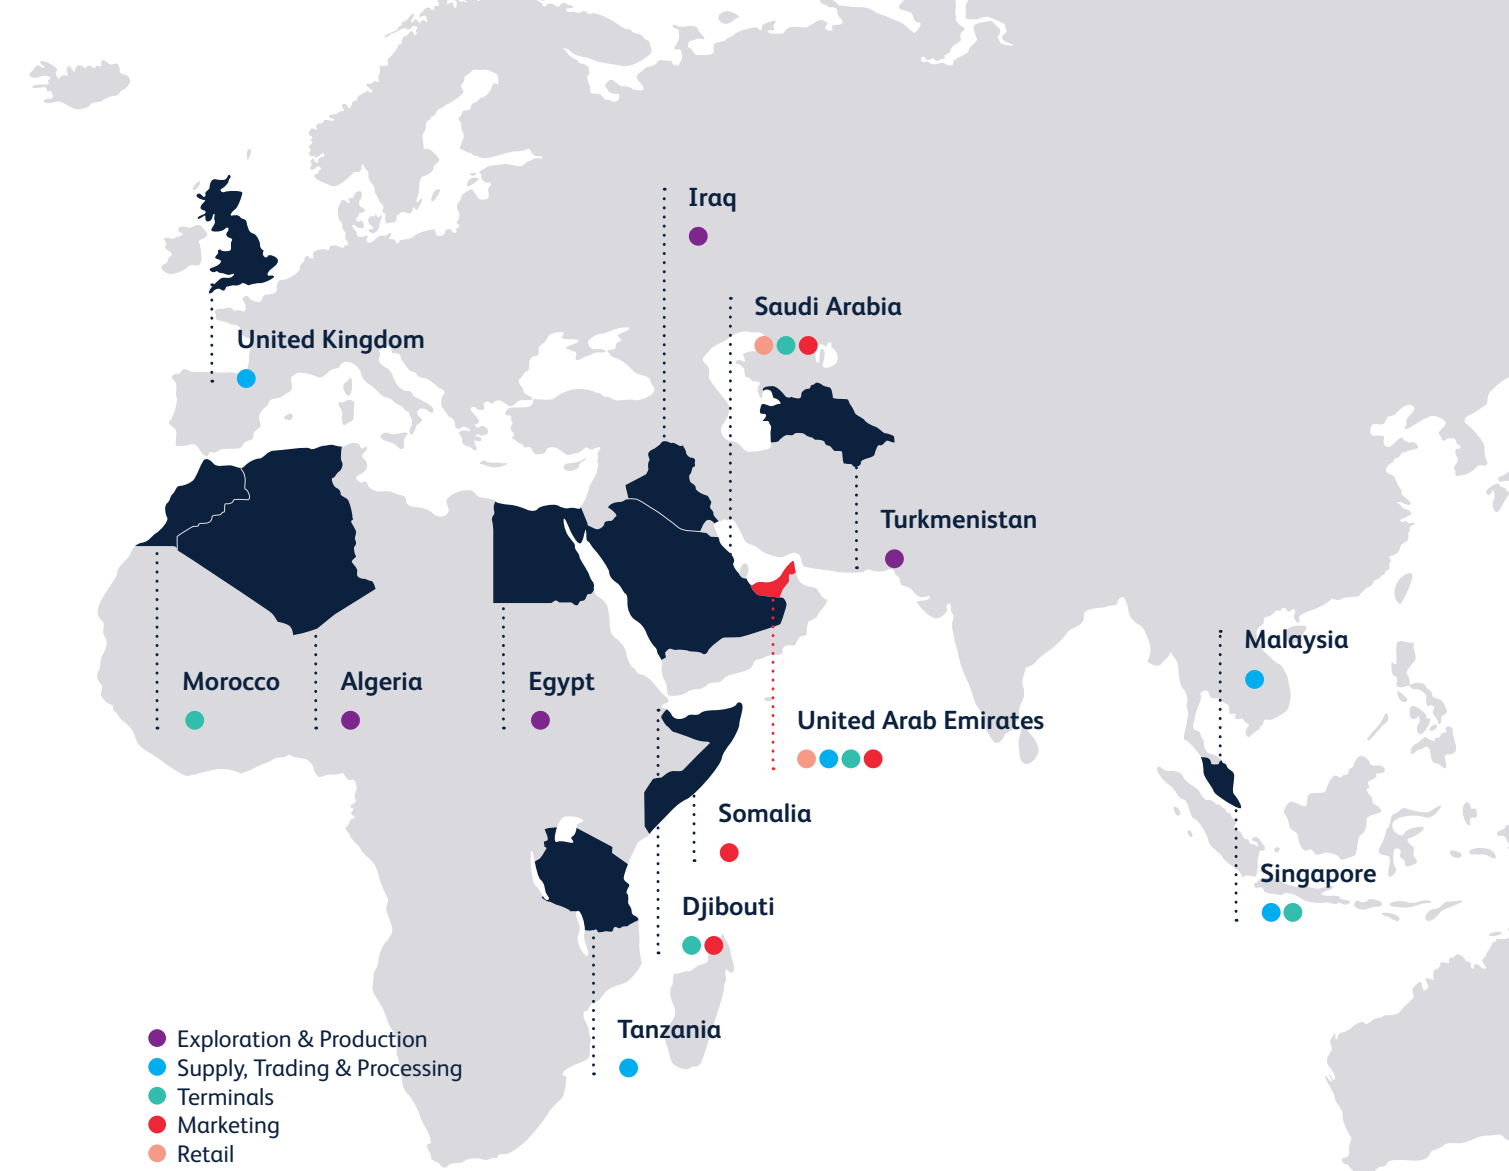 Iraq
Saudi Arabia
United Kingdom
Turkmenistan
Malaysia
Morocco
Algeria
Egypt
United Arab Emirates
Somalia
Singapore
Djibouti
Tanzania
Exploration & Production
Supply, Trading & Processing
Terminals
Marketing
Retail